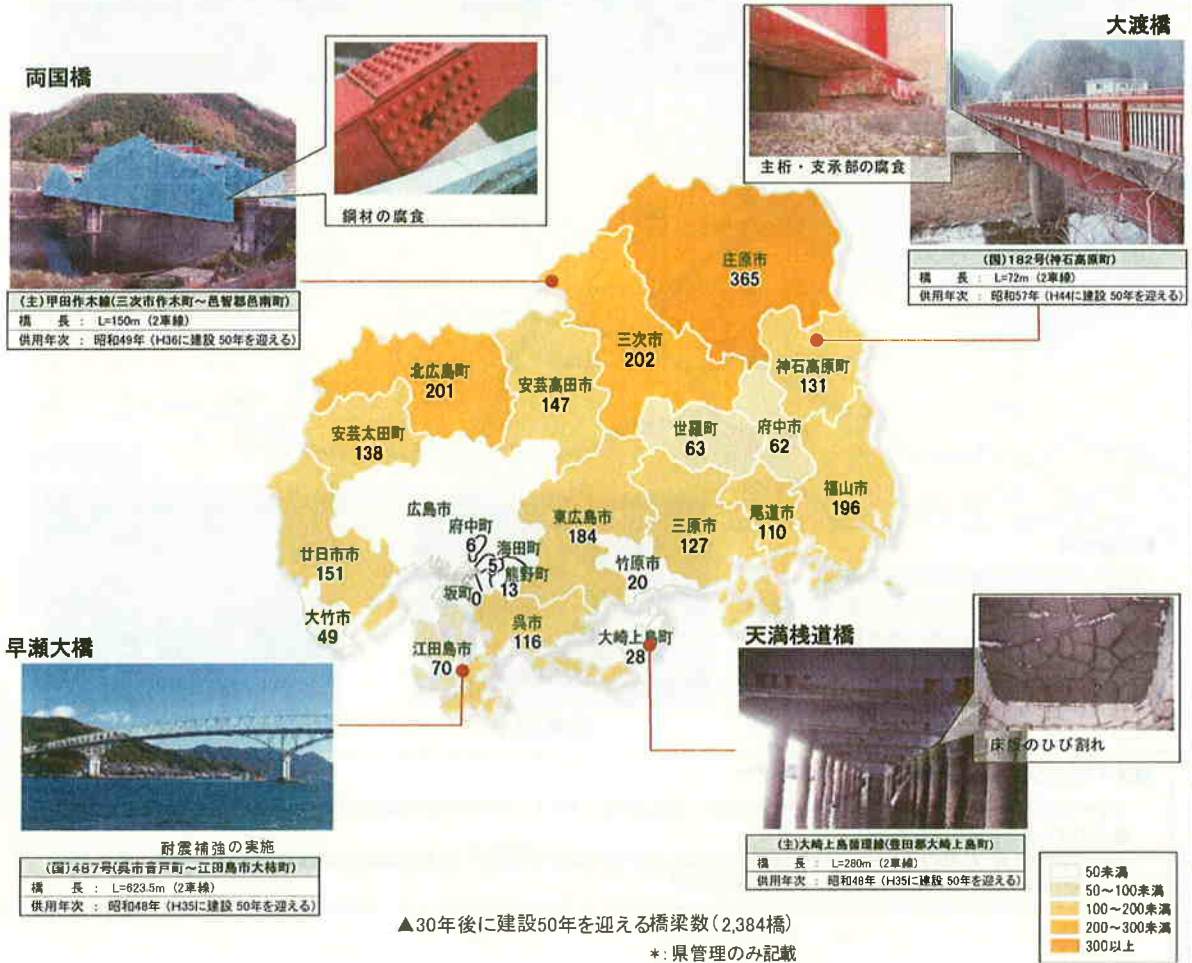 両国橋
鋼材の腐食
(主)甲田作木線(三次市作木町～邑智郡邑南町)
橋　長 : L=150m (2車線)
供用年次 : 昭和49年 (H36に建設 50年を迎える)
大渡橋
主桁・支承部の腐食
(国)182号(神石高原町)
橋　長 : L=72m (2車線)
供用年次 : 昭和57年 (H44に建設 50年を迎える)
庄原市
365
三次市
202
神石高原町
131
北広島町
201
安芸高田市
147
安芸太田町
138
世羅町
63
府中市
62
福山市
196
広島市
府中町
6
海田町
5
熊野町
13
坂町
0
東広島市
184
三原市
127
尾道市
110
竹原市
20
廿日市市
151
大竹市
49
呉市
116
江田島市
70
大崎上島町
28
早瀬大橋
耐震補強の実施
(国)487号(呉市音戸町～江田島市大柿町)
橋　長 : L=623.5m (2車線)
供用年次 : 昭和48年 (H35に建設 50年を迎える)
天満桟道橋
床版のひび割れ
(主)大崎上島循環線(豊田郡大崎上島町)
橋　長 : L=280m (2車線)
供用年次 : 昭和48年 (H35に建設 50年を迎える)
50未満
50～100未満
100～200未満
200～300未満
300以上
▲30年後に建設50年を迎える橋梁数(2,384橋)
*: 県管理のみ記載